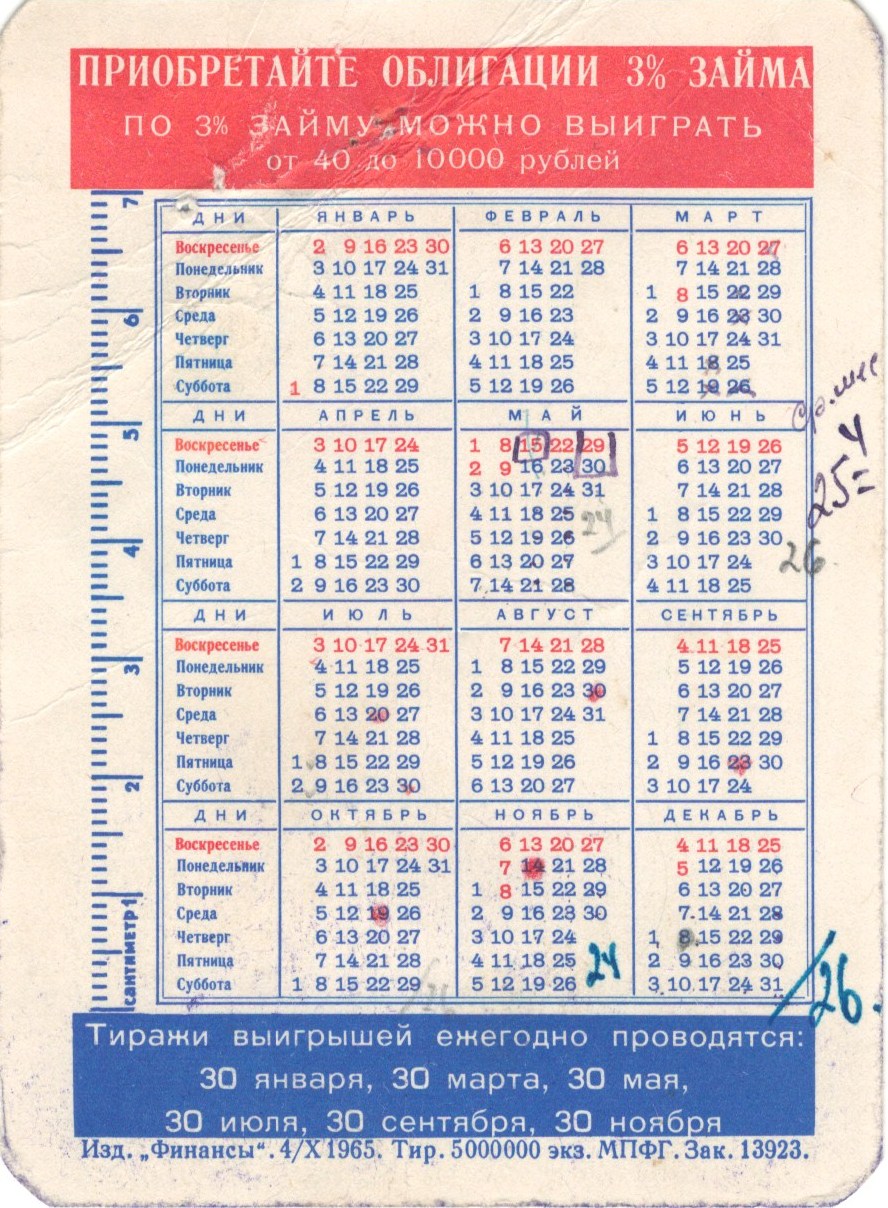 ПРИОБРЕТАЙТЕ ОБЛИГАЦИИ 3% ЗАЙМА
ПО 3% ЗАЙМУ МОЖНО ВЫИГРАТЬ
от 40 до 10000 рублей
ДНИ ЯНВАРЬ ФЕВРАЛЬ МАРТ
Воскресенье 2 9 16 23 30 6 13 20 27 6 13 20 27
Понедельник 3 10 17 24 31 7 14 21 28 7 14 21 28
Вторник 4 11 18 25 1 8 15 22 1 8 15 22 29
Среда 5 12 19 26 2 9 16 23 2 9 16 23 30
Четверг 6 13 20 27 3 10 17 24 3 10 17 24 31
Пятница 7 14 21 28 4 11 18 25 4 11 18 25
Суббота 1 8 15 22 29 5 12 19 26 5 12 19 26
ДНИ АПРЕЛЬ МАЙ ИЮНЬ
Воскресенье 3 10 17 24 1 8 15 22 29 5 12 19 26
Понедельник 4 11 18 25 2 9 16 23 30 6 13 20 27
Вторник 5 12 19 26 3 10 17 24 31 7 14 21 28
Среда 6 13 20 27 4 11 18 25 1 8 15 22 29
Четверг 7 14 21 28 5 12 19 26 2 9 16 23 30
Пятница 1 8 15 22 29 6 13 20 27 3 10 17 24
Суббота 2 9 16 23 30 7 14 21 28 4 11 18 25
24
25=
26
ДНИ ИЮЛЬ АВГУСТ СЕНТЯБРЬ
Воскресенье 3 10 17 24 31 7 14 21 28 4 11 18 25
Понедельник 4 11 18 25 1 8 15 22 29 5 12 19 26
Вторник 5 12 19 26 2 9 16 23 30 6 13 20 27
Среда 6 13 20 27 3 10 17 24 31 7 14 21 28
Четверг 7 14 21 28 4 11 18 25 1 8 15 22 29
Пятница 1 8 15 22 29 5 12 19 26 2 9 16 23 30
Суббота 2 9 16 23 30 6 13 20 27 3 10 17 24
ДНИ ОКТЯБРЬ НОЯБРЬ ДЕКАБРЬ
Воскресенье 2 9 16 23 30 6 13 20 27 4 11 18 25
Понедельник 3 10 17 24 31 7 14 21 28 5 12 19 26
Вторник 4 11 18 25 1 8 15 22 29 6 13 20 27
Среда 5 12 19 26 2 9 16 23 30 7 14 21 28
Четверг 6 13 20 27 3 10 17 24 1 8 15 22 29
Пятница 7 14 21 28 4 11 18 25 2 9 16 23 30
Суббота 1 8 15 22 29 5 12 19 26 3 10 17 24 31
24
/26.
7
6
5
4
3
2
сантиметр 1
Тиражи выигрышей ежегодно проводятся:
30 января, 30 марта, 30 мая,
30 июля, 30 сентября, 30 ноября
Изд. „Финансы“. 4/X 1965. Тир. 5000000 экз. МПФГ. Зак. 13923.